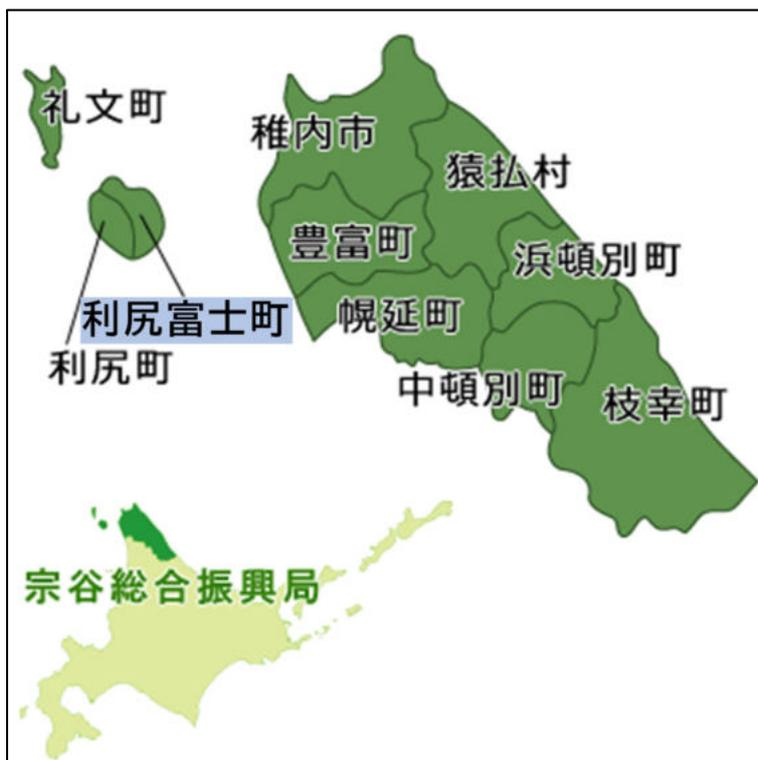 礼文町
稚内市
猿払村
豊富町
浜頓別町
利尻富士町
幌延町
利尻町
中頓別町
枝幸町
宗谷総合振興局